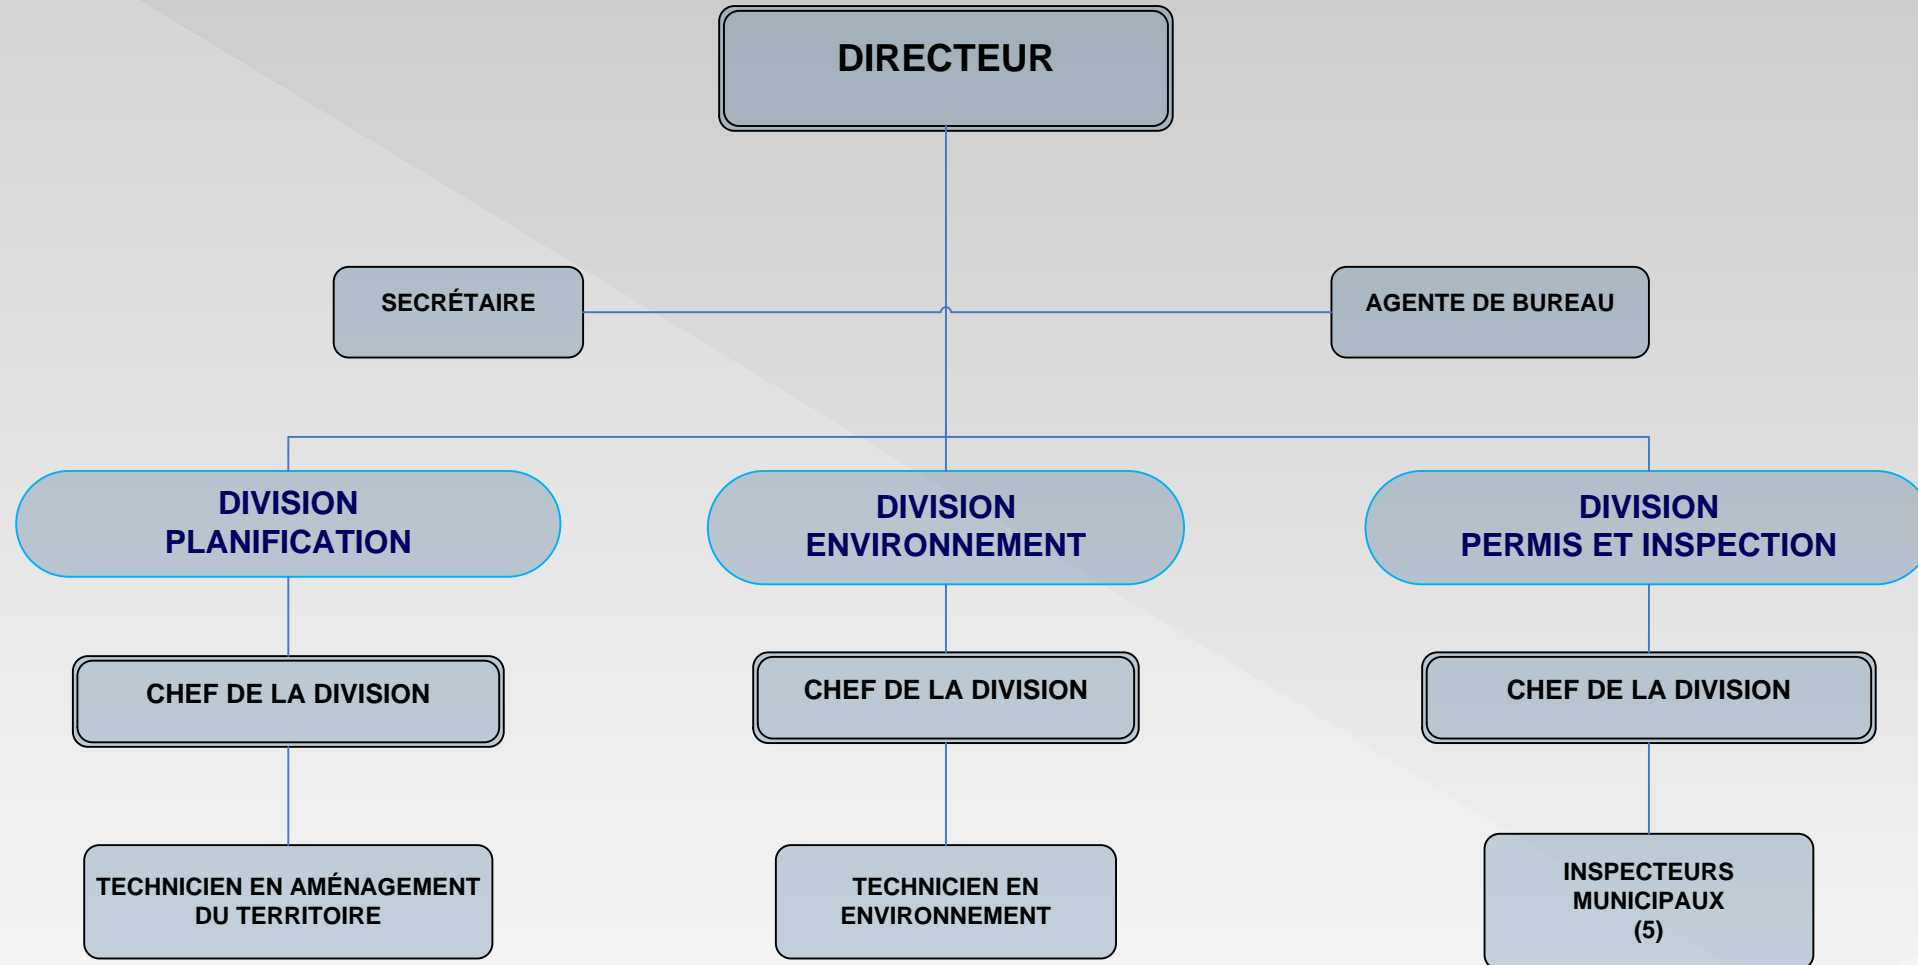 DIRECTEUR
SECRÉTAIRE
AGENTE DE BUREAU
DIVISION
PLANIFICATION
DIVISION
ENVIRONNEMENT
DIVISION
PERMIS ET INSPECTION
CHEF DE LA DIVISION
CHEF DE LA DIVISION
CHEF DE LA DIVISION
TECHNICIEN EN AMÉNAGEMENT
DU TERRITOIRE
TECHNICIEN EN
ENVIRONNEMENT
INSPECTEURS
MUNICIPAUX
(5)